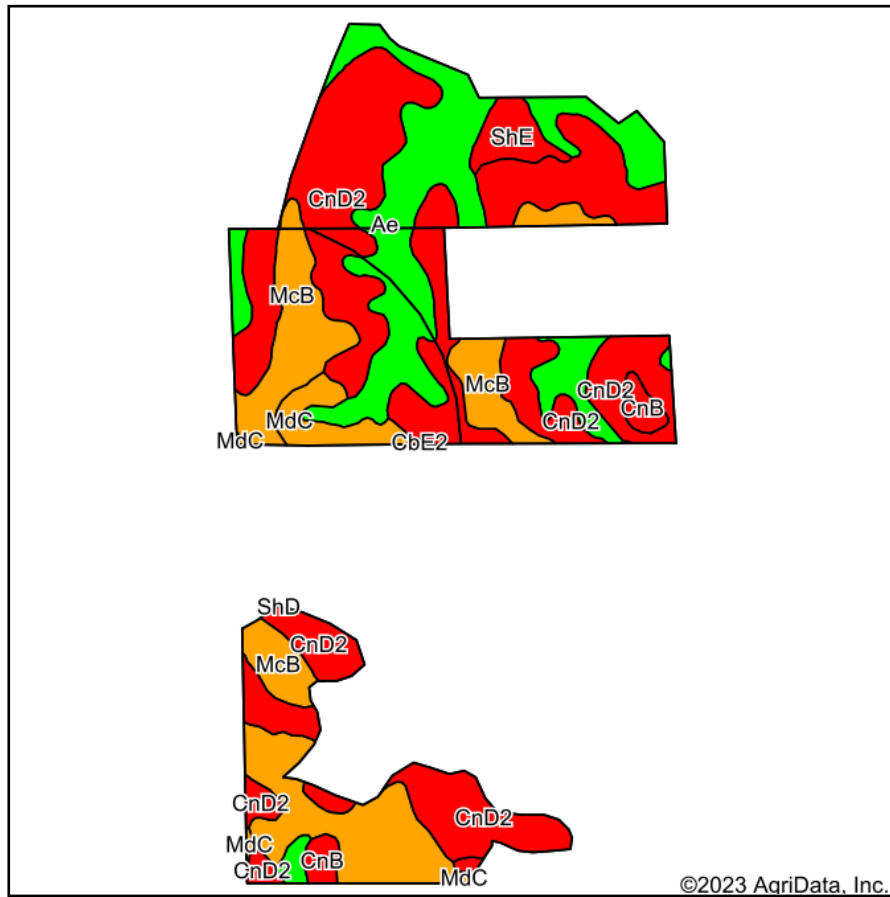 ShE
CnD2
Ae
McB
McB
CnD2
CnB
MdC
CnD2
MdC
CbE2
ShD
CnD2
McB
CnD2
CnD2
MdC
CnB
CnD2
MdC
©2023 AgriData, Inc.